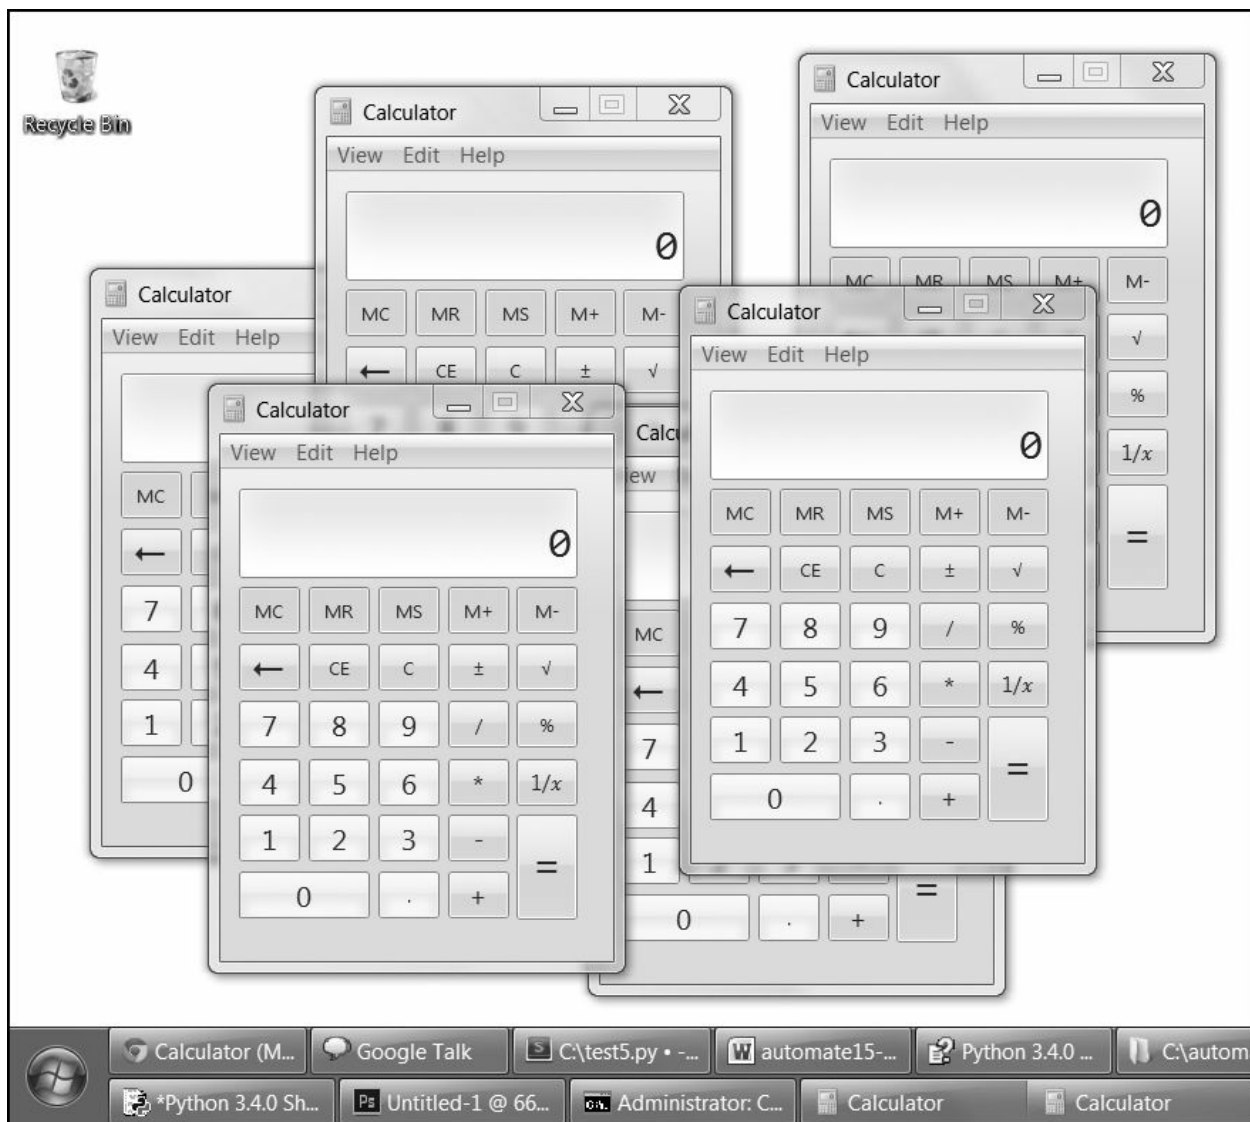 Recycle Bin
Calculator
View Edit Help
0
MC MR MS M+ M-
← CE C ± √
Calculator
View Edit Help
0
MC MR MS M+ M-
√
%
1/x
=
Calculator
View Edit Help
MC
←
7
4
1
0
Calculator
View Edit Help
0
MC MR MS M+ M-
← CE C ± √
7 8 9 / %
4 5 6 * 1/x
1 2 3 - =
0 . +
MC
←
7
4
1
0 . + =
Calculator
View Edit Help
0
MC MR MS M+ M-
← CE C ± √
7 8 9 / %
4 5 6 * 1/x
1 2 3 - =
0 . +
Calculator (M... Google Talk C:\test5.py • -... automate15-... Python 3.4.0 ... C:\autom
*Python 3.4.0 Sh... Untitled-1 @ 66... Administrator: C... Calculator Calculator